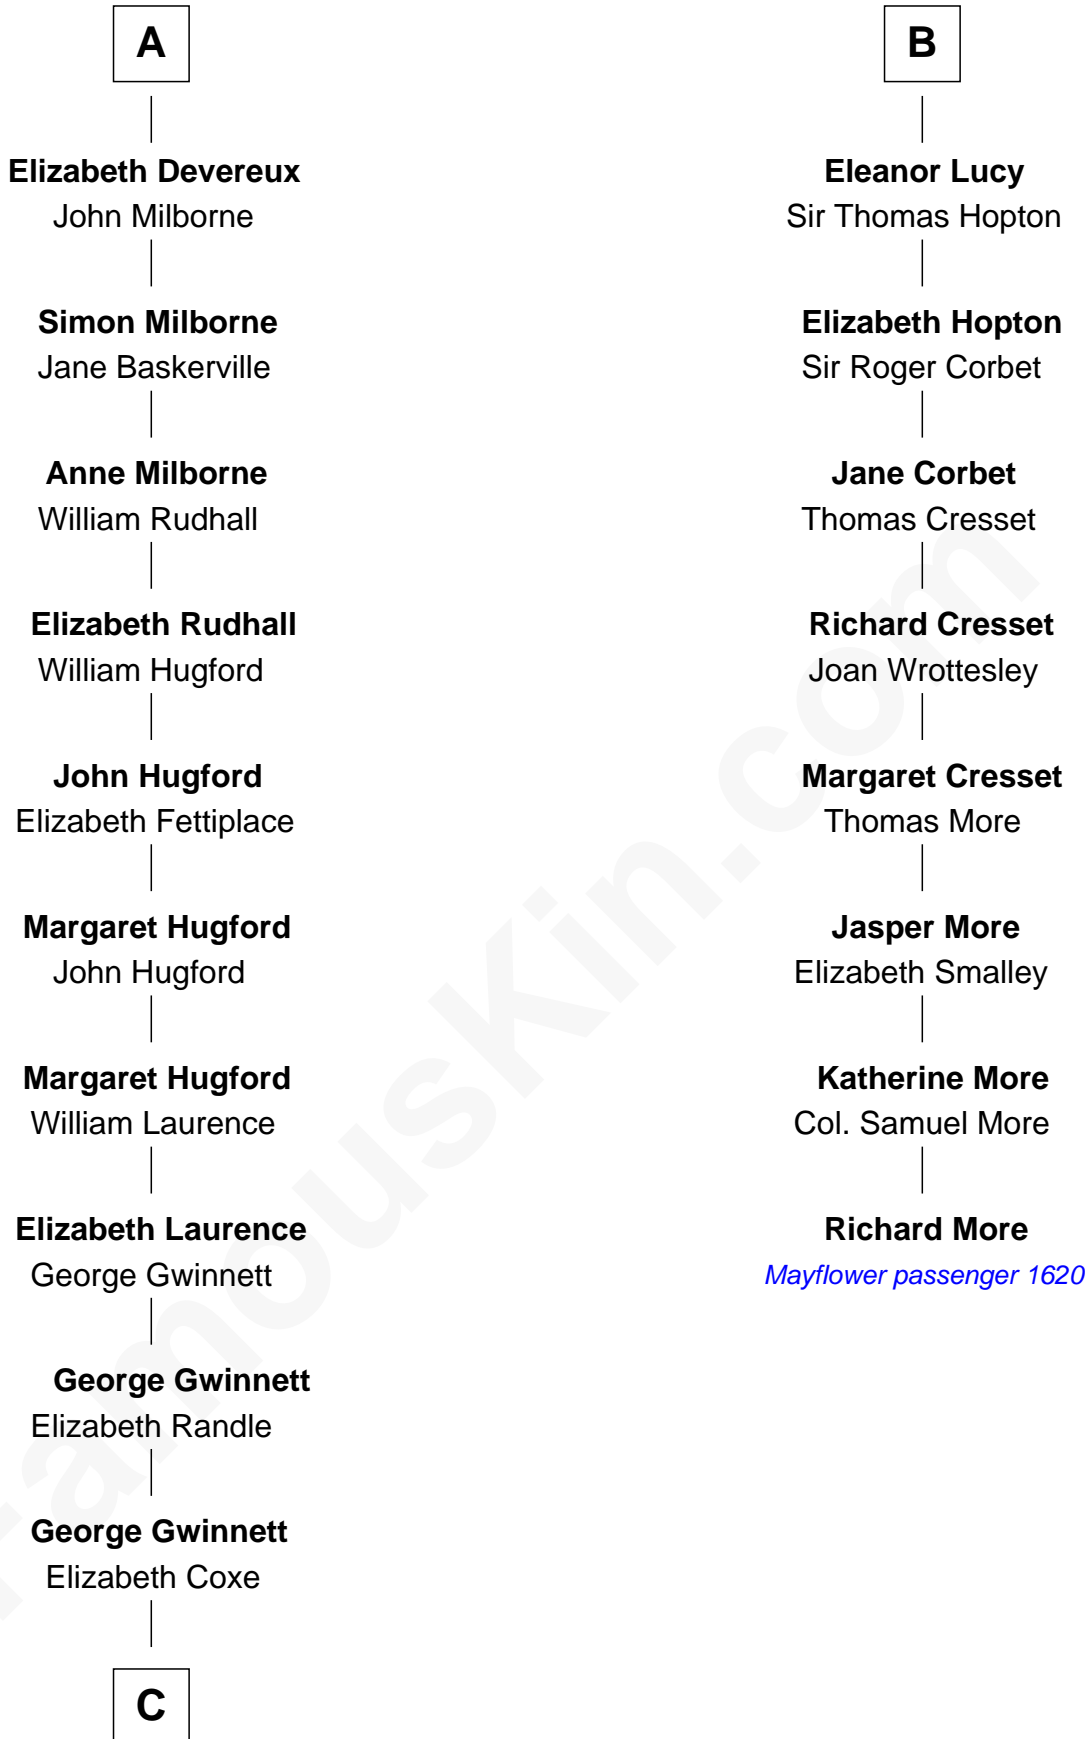 A
Elizabeth Devereux
John Milborne
Simon Milborne
Jane Baskerville
Anne Milborne
William Rudhall
Elizabeth Rudhall
William Hugford
John Hugford
Elizabeth Fettiplace
Margaret Hugford
John Hugford
Margaret Hugford
William Laurence
Elizabeth Laurence
George Gwinnett
George Gwinnett
Elizabeth Randle
George Gwinnett
Elizabeth Coxe
C
B
Eleanor Lucy
Sir Thomas Hopton
Elizabeth Hopton
Sir Roger Corbet
Jane Corbet
Thomas Cresset
Richard Cresset
Joan Wrottesley
Margaret Cresset
Thomas More
Jasper More
Elizabeth Smalley
Katherine More
Col. Samuel More
Richard More
Mayflower passenger 1620
FamousKin.com